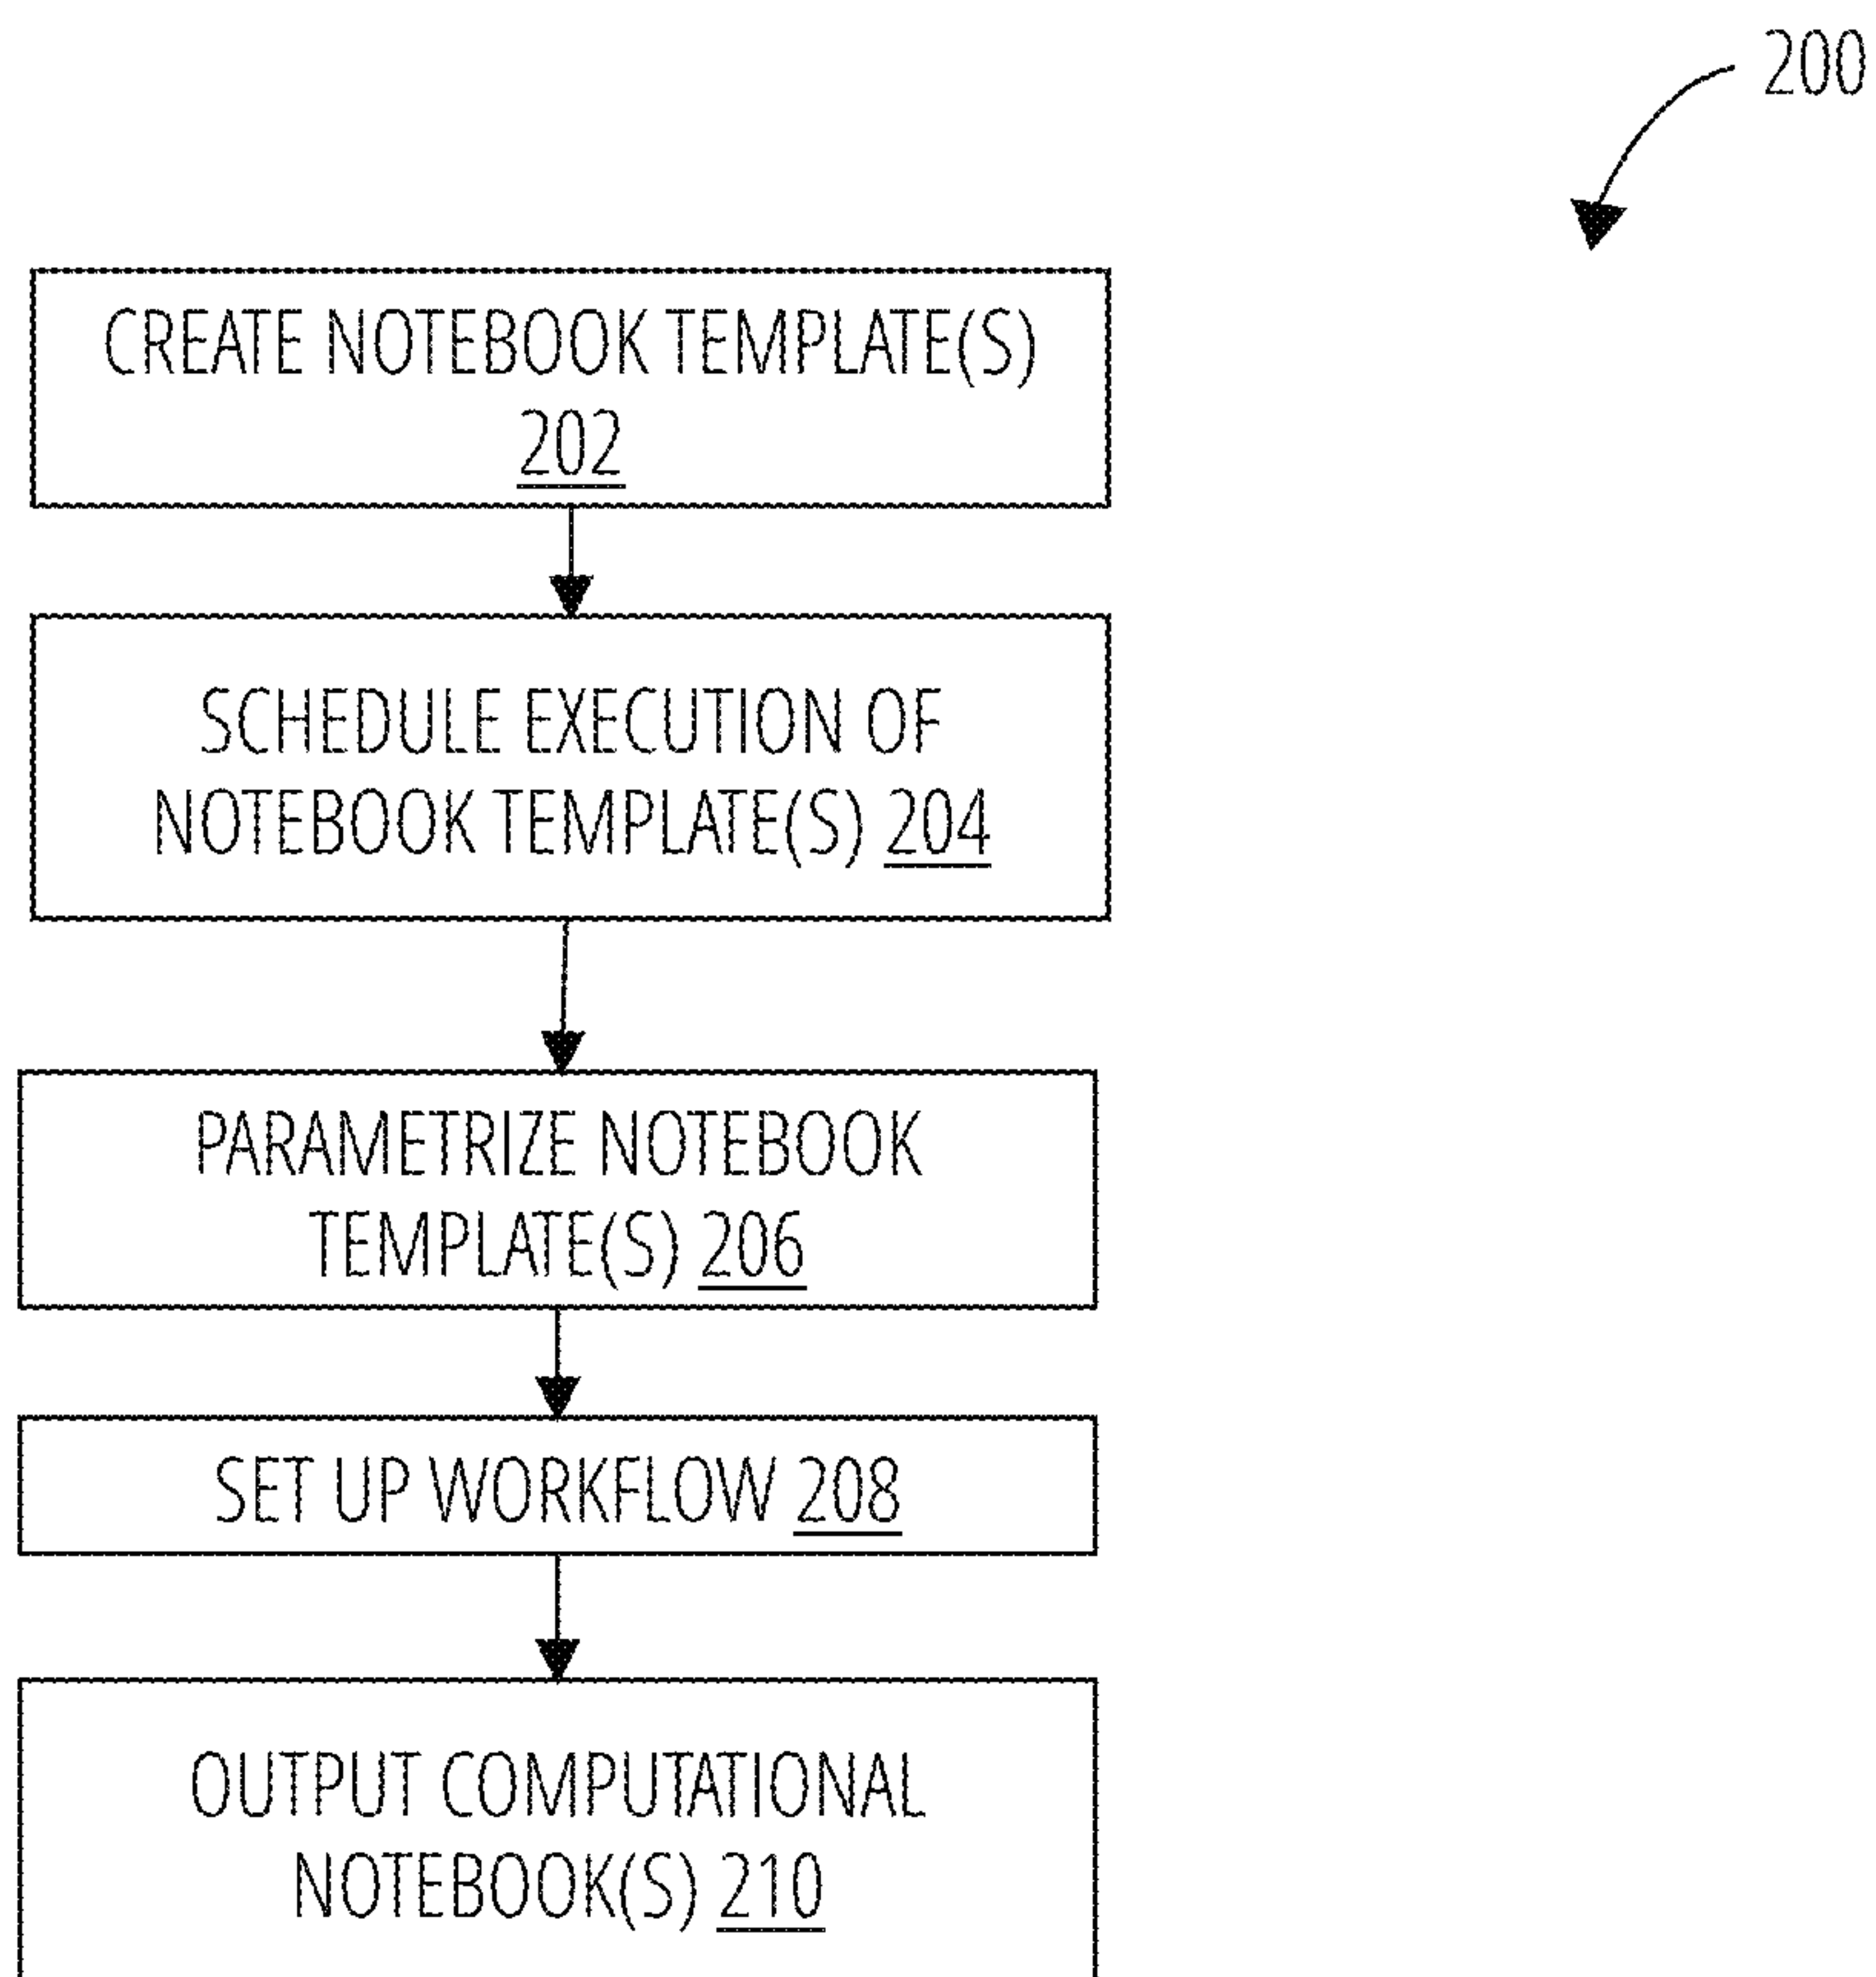 200
CREATE NOTEBOOK TEMPLATE(S)
202
SCHEDULE EXECUTION OF
NOTEBOOK TEMPLATE(S) 204
PARAMETRIZE NOTEBOOK
TEMPLATE(S) 206
SET UP WORKFLOW 208
OUTPUT COMPUTATIONAL
NOTEBOOK(S) 210